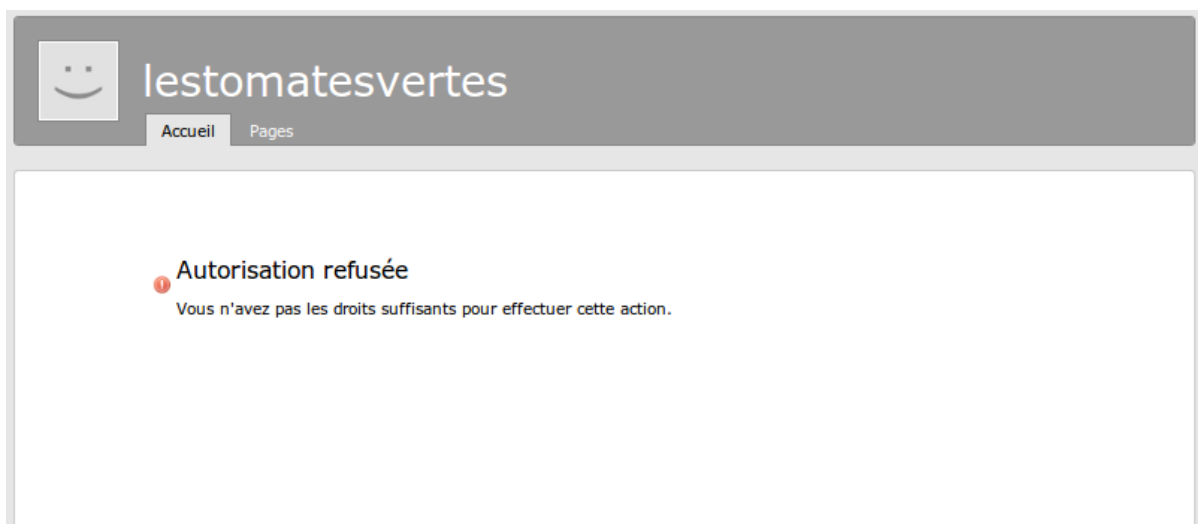 lestomatesvertes
Accueil Pages
Autorisation refusée
Vous n'avez pas les droits suffisants pour effectuer cette action.